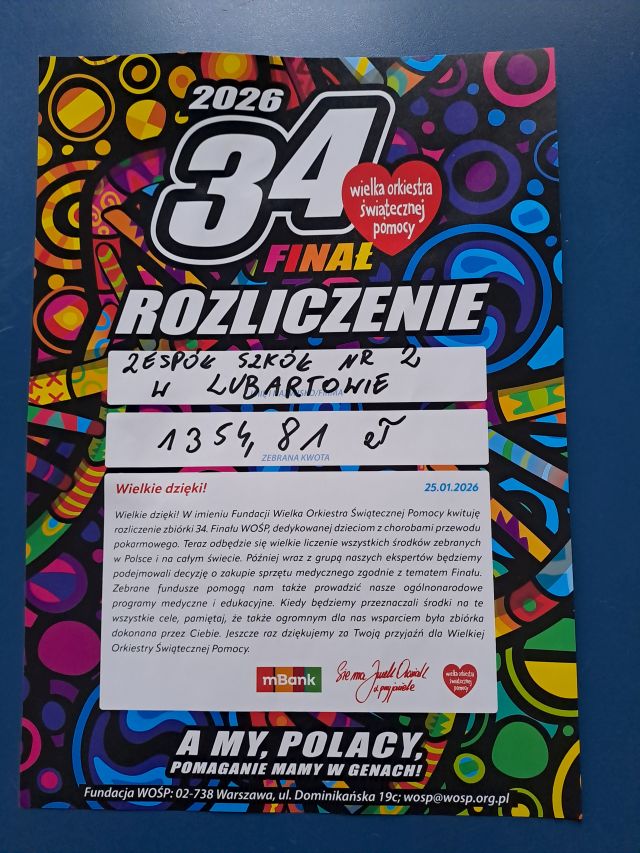 2026
34
FINAŁ
wielka orkiestra
świątecznej
pomocy
ROZLICZENIE
ZESPÓŁ SZKÓŁ NR 2
W LUBARTOWIE
1354,81 zł
ZEBRANA KWOTA
Wielkie dzięki!
25.01.2026
Wielkie dzięki! W imieniu Fundacji Wielka Orkiestra Świątecznej Pomocy kwituję
rozliczenie zbiórki 34. Finału WOŚP, dedykowanej dzieciom z chorobami przewodu
pokarmowego. Teraz odbędzie się wielkie liczenie wszystkich środków zebranych
w Polsce i na całym świecie. Później wraz z grupą naszych ekspertów będziemy
podejmowali decyzję o zakupie sprzętu medycznego zgodnie z tematem Finału.
Zebrane fundusze pomogą nam także prowadzić nasze ogólnonarodowe
programy medyczne i edukacyjne. Kiedy będziemy przeznaczali środki na te
wszystkie cele, pamiętaj, że także ogromnym dla nas wsparciem była zbiórka
dokonana przez Ciebie. Jeszcze raz dziękujemy za Twoją przyjaźń dla Wielkiej
Orkiestry Świątecznej Pomocy.
mBank
Sie ma Jurek Owsiak
z przyjaciółmi
wielka orkiestra
świątecznej
pomocy
A MY, POLACY,
POMAGANIE MAMY W GENACH!
Fundacja WOŚP: 02-738 Warszawa, ul. Dominikańska 19c; wosp@wosp.org.pl